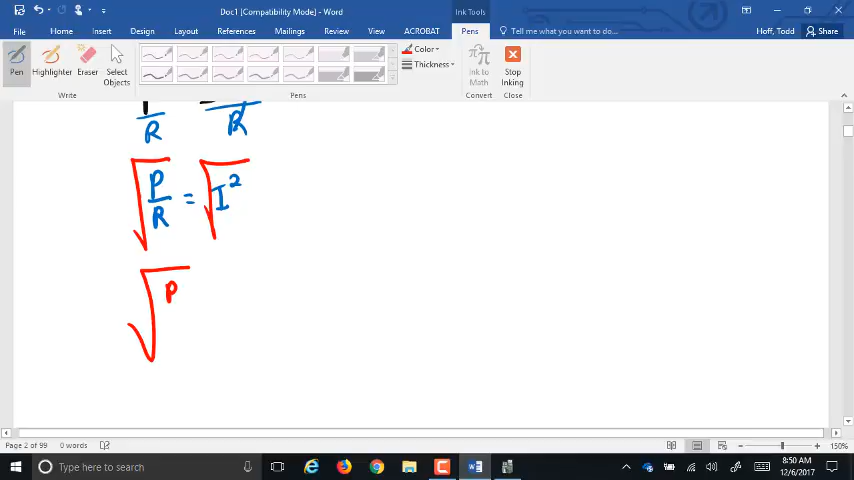 Doc1 [Compatibility Mode] - Word
Ink Tools
Hoff, Todd
File Home Insert Design Layout References Mailings Review View ACROBAT Pens Tell me what you want to do... Share
Pen Highlighter Eraser Select Objects
Color
Thickness
Ink to Math
Stop Inking
Write Pens Convert Close
R R
√P/R = √I²
√P
Page 2 of 99 0 words 150%
Type here to search
8:50 AM
12/6/2017